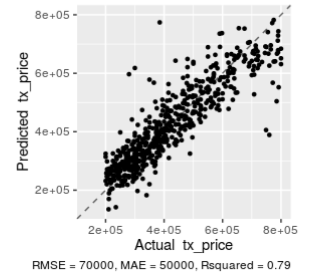 8e+05
6e+05
4e+05
2e+05
Predicted tx_price
2e+05 4e+05 6e+05 8e+05
Actual tx_price
RMSE = 70000, MAE = 50000, Rsquared = 0.79